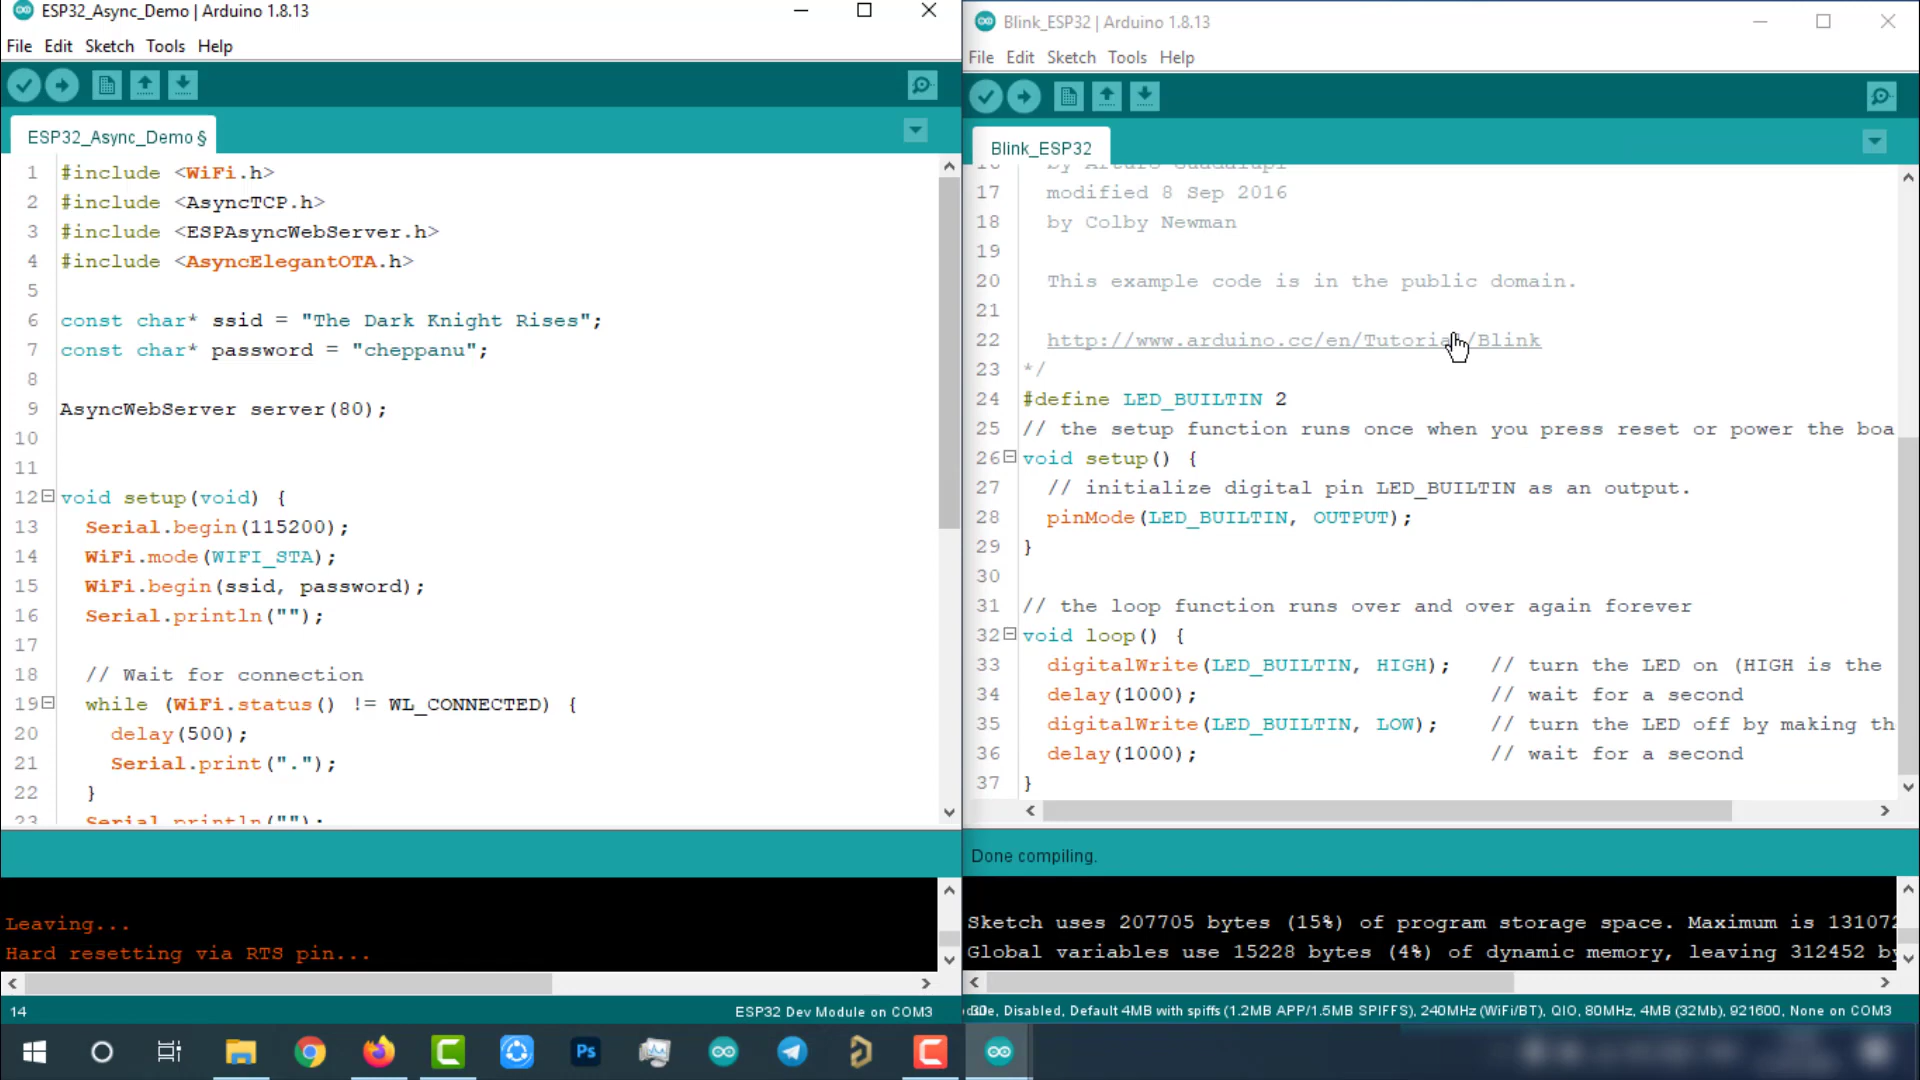 ESP32_Async_Demo | Arduino 1.8.13
File Edit Sketch Tools Help
ESP32_Async_Demo §
1 #include <WiFi.h>
2 #include <AsyncTCP.h>
3 #include <ESPAsyncWebServer.h>
4 #include <AsyncElegantOTA.h>
5
6 const char* ssid = "The Dark Knight Rises";
7 const char* password = "cheppanu";
8
9 AsyncWebServer server(80);
10
11
12 void setup(void) {
13 Serial.begin(115200);
14 WiFi.mode(WIFI_STA);
15 WiFi.begin(ssid, password);
16 Serial.println("");
17
18 // Wait for connection
19 while (WiFi.status() != WL_CONNECTED) {
20 delay(500);
21 Serial.print(".");
22 }
23 Serial.println("");
Leaving...
Hard resetting via RTS pin...
14 ESP32 Dev Module on COM3
Blink_ESP32 | Arduino 1.8.13
File Edit Sketch Tools Help
Blink_ESP32
16 by Arturo Guadalupi
17 modified 8 Sep 2016
18 by Colby Newman
19
20 This example code is in the public domain.
21
22 http://www.arduino.cc/en/Tutorial/Blink
23 */
24 #define LED_BUILTIN 2
25 // the setup function runs once when you press reset or power the boa
26 void setup() {
27 // initialize digital pin LED_BUILTIN as an output.
28 pinMode(LED_BUILTIN, OUTPUT);
29 }
30
31 // the loop function runs over and over again forever
32 void loop() {
33 digitalWrite(LED_BUILTIN, HIGH); // turn the LED on (HIGH is the
34 delay(1000); // wait for a second
35 digitalWrite(LED_BUILTIN, LOW); // turn the LED off by making th
36 delay(1000); // wait for a second
37 }
Done compiling.
Sketch uses 207705 bytes (15%) of program storage space. Maximum is 131072
Global variables use 15228 bytes (4%) of dynamic memory, leaving 312452 by
Disabled, Default 4MB with spiffs (1.2MB APP/1.5MB SPIFFS), 240MHz (WiFi/BT), QIO, 80MHz, 4MB (32Mb), 921600, None on COM3
Ps